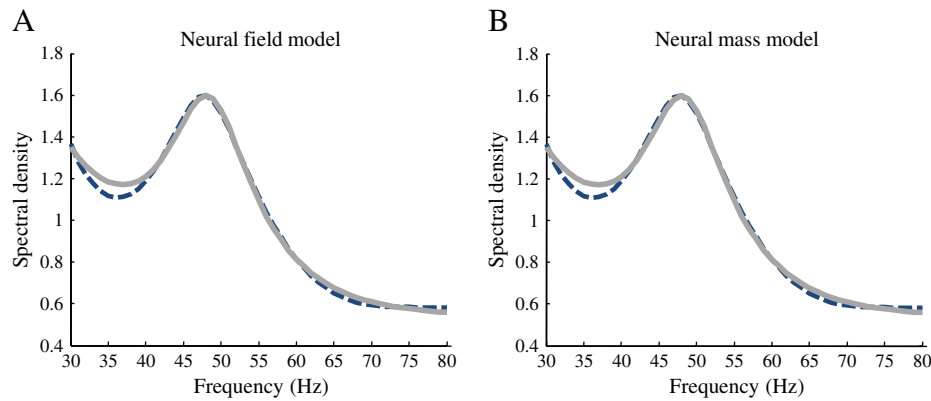 A
B
Neural field model
Neural mass model
1.8
1.6
1.4
1.2
1
0.8
0.6
0.4
Spectral density
30 35 40 45 50 55 60 65 70 75 80
Frequency (Hz)
1.8
1.6
1.4
1.2
1
0.8
0.6
0.4
Spectral density
30 35 40 45 50 55 60 65 70 75 80
Frequency (Hz)